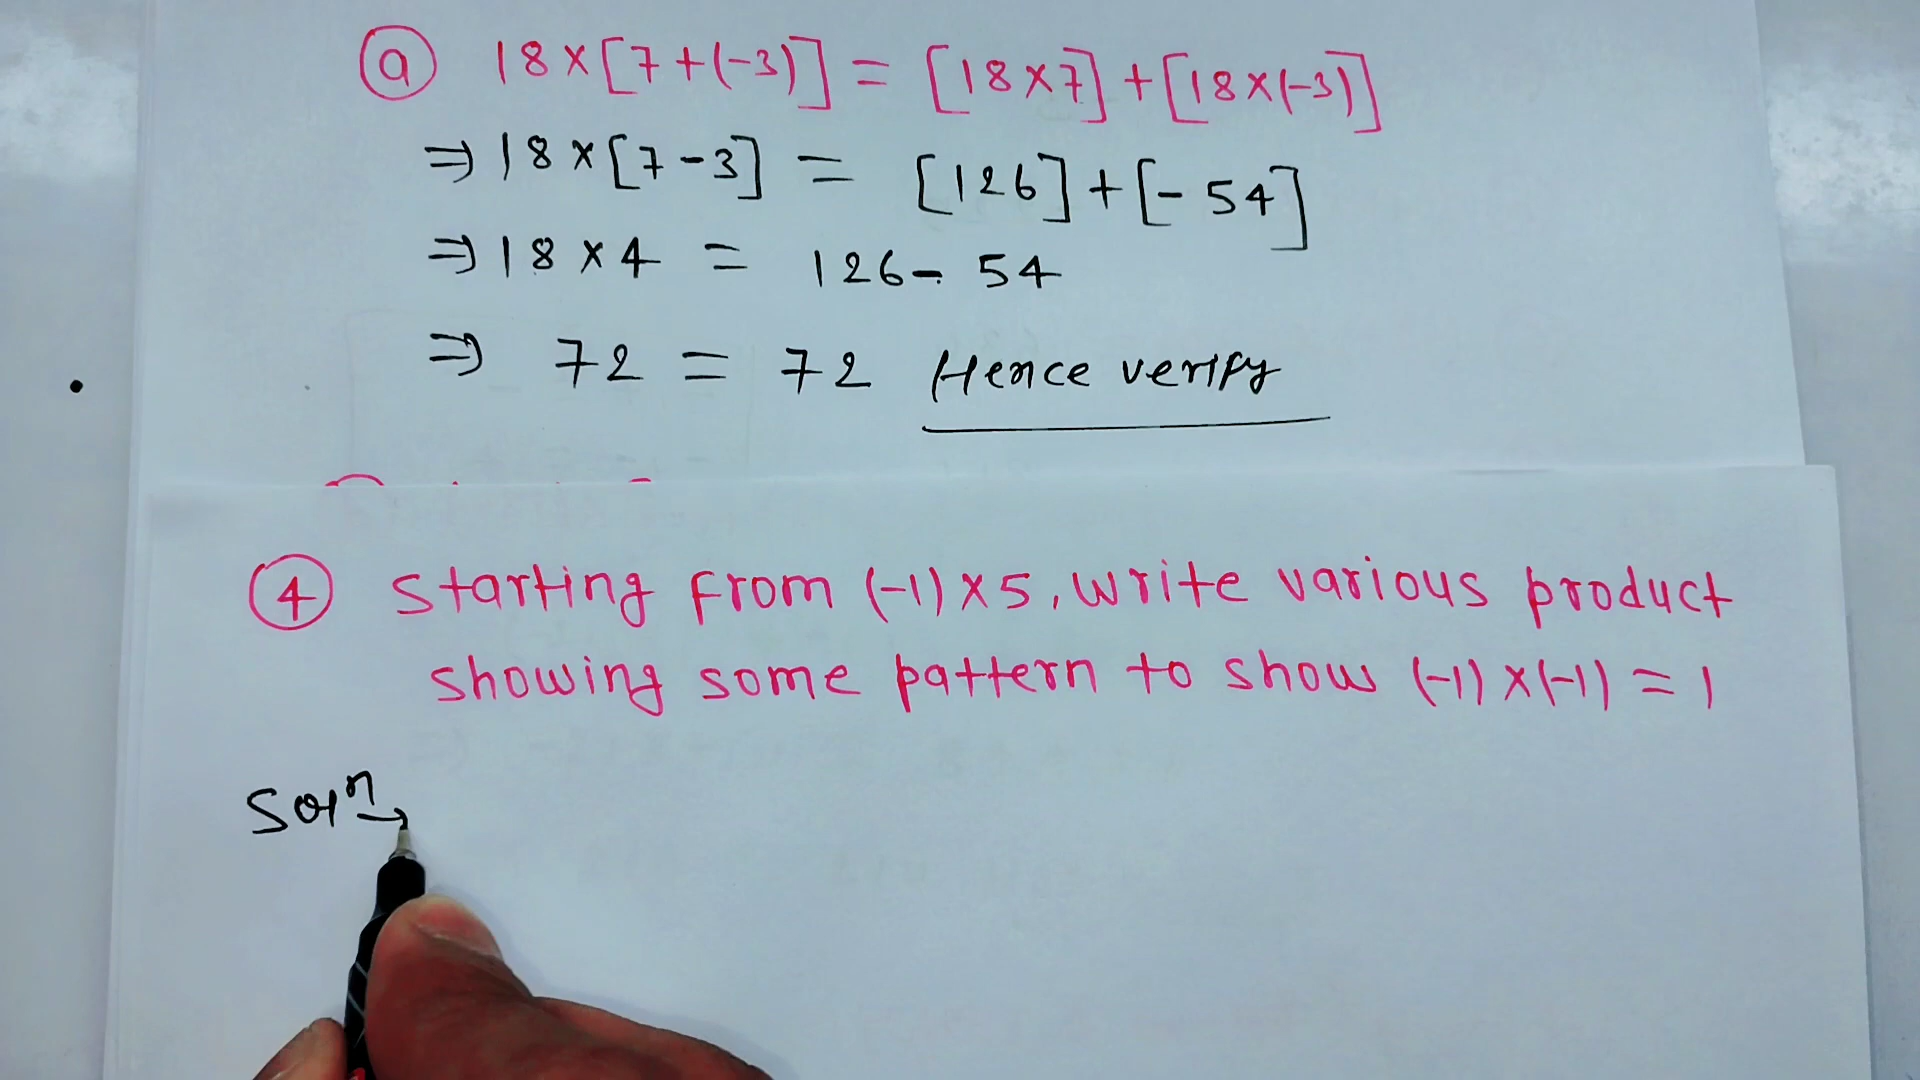 a 18×[7+(-3)] = [18×7]+[18×(-3)]
⇒ 18×[7-3] = [126]+[-54]
⇒ 18×4 = 126-54
⇒ 72 = 72 Hence verify
4 Starting from (-1)×5, write various product
showing some pattern to show (-1)×(-1) = 1
Solⁿ→